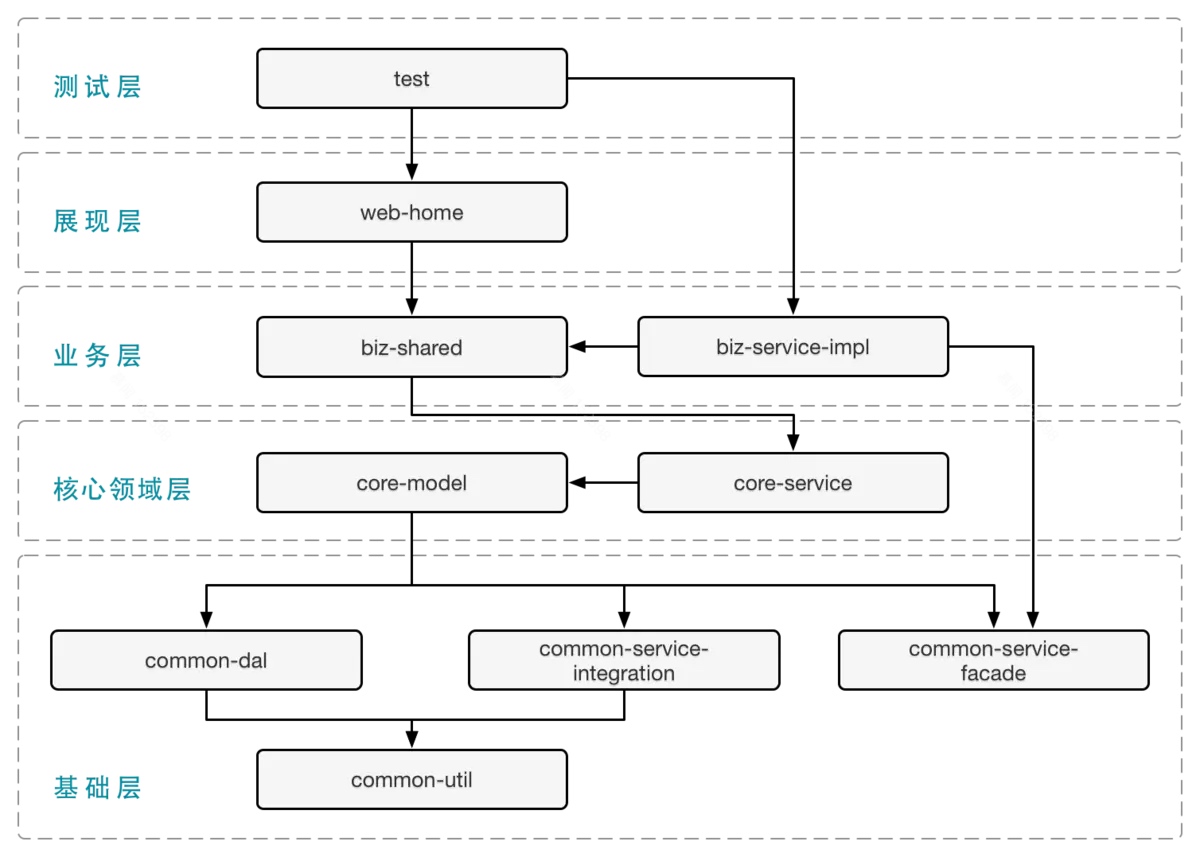 测试层
test
展现层
web-home
业务层
biz-shared
biz-service-impl
核心领域层
core-model
core-service
common-dal
common-service-
integration
common-service-
facade
基础层
common-util